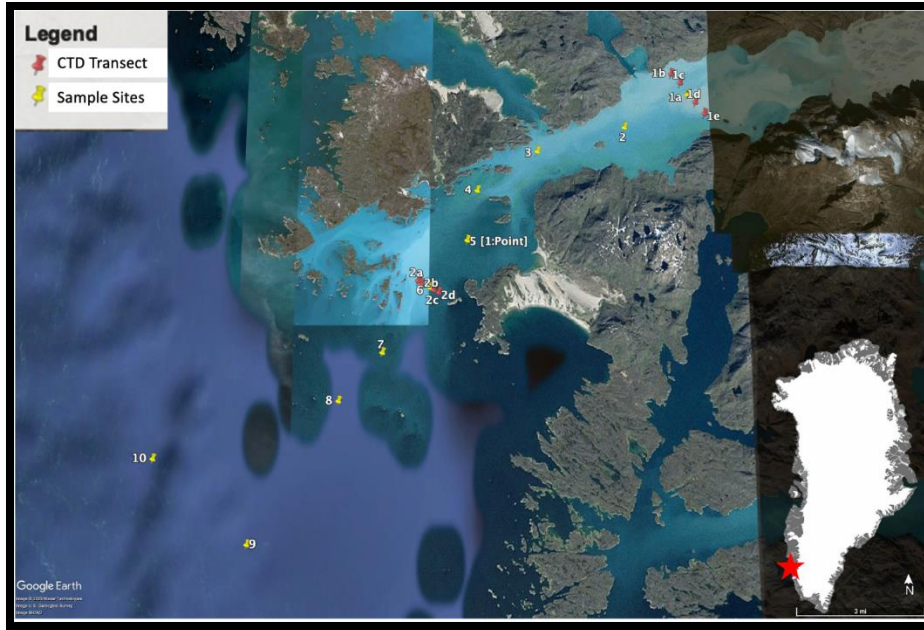 Legend
CTD Transect
Sample Sites
1b
1c
1a
1d
1e
2
3
4
5 [1:Point]
2a
2b
6
2d
2c
7
8
10
9
Google Earth
N
3 mi